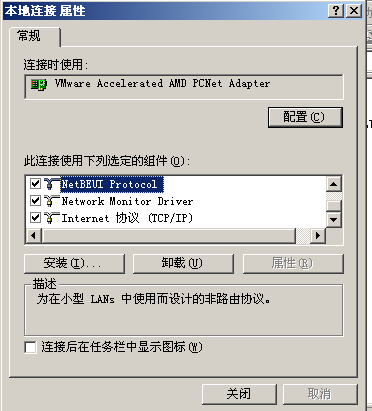 本地连接 属性
常规
连接时使用:
VMware Accelerated AMD PCNet Adapter
配置(C)
此连接使用下列选定的组件(O):
NetBEUI Protocol
Network Monitor Driver
Internet 协议 (TCP/IP)
安装(I)...
卸载(U)
属性(R)
描述
为在小型 LANs 中使用而设计的非路由协议。
连接后在任务栏中显示图标(W)
关闭
取消